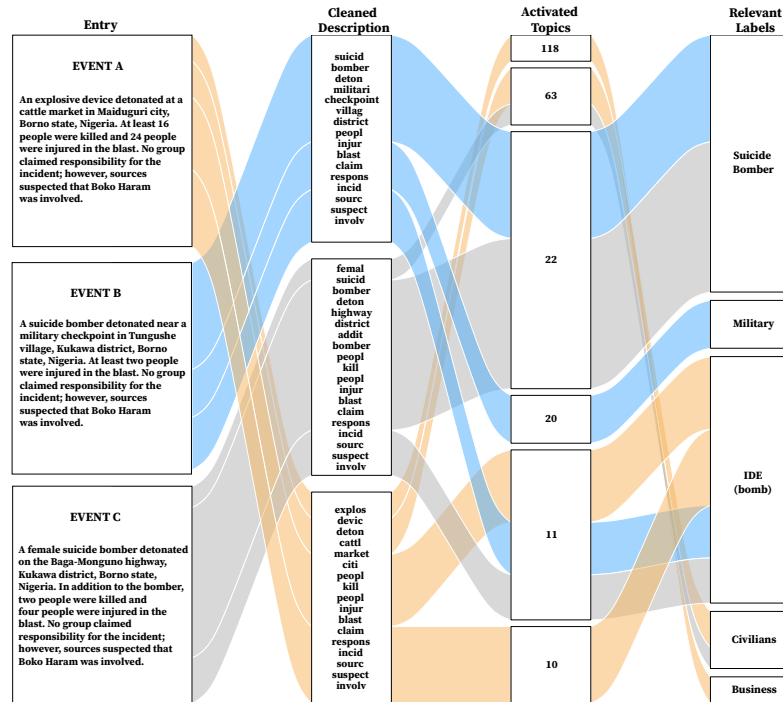 Entry
Cleaned
Description
Activated
Topics
Relevant
Labels
EVENT A
An explosive device detonated at a
cattle market in Maiduguri city,
Borno state, Nigeria. At least 16
people were killed and 24 people
were injured in the blast. No group
claimed responsibility for the
incident; however, sources
suspected that Boko Haram
was involved.
EVENT B
A suicide bomber detonated near a
military checkpoint in Tungushe
village, Kukawa district, Borno
state, Nigeria. At least two people
were injured in the blast. No group
claimed responsibility for the
incident; however, sources
suspected that Boko Haram
was involved.
EVENT C
A female suicide bomber detonated
on the Baga-Monguno highway,
Kukawa district, Borno state,
Nigeria. In addition to the bomber,
two people were killed and
four people were injured in the
blast. No group claimed
responsibility for the incident;
however, sources suspected that
Boko Haram was involved.
suicid
bomber
deton
militari
checkpoint
villag
district
peopl
injur
blast
claim
respons
incid
sourc
suspect
involv
femal
suicid
bomber
deton
highway
district
addit
bomber
peopl
kill
peopl
injur
blast
claim
respons
incid
sourc
suspect
involv
explos
devic
deton
cattl
market
citi
peopl
kill
peopl
injur
blast
claim
respons
incid
sourc
suspect
involv
118
63
22
20
11
10
Suicide
Bomber
Military
IDE
(bomb)
Civilians
Business